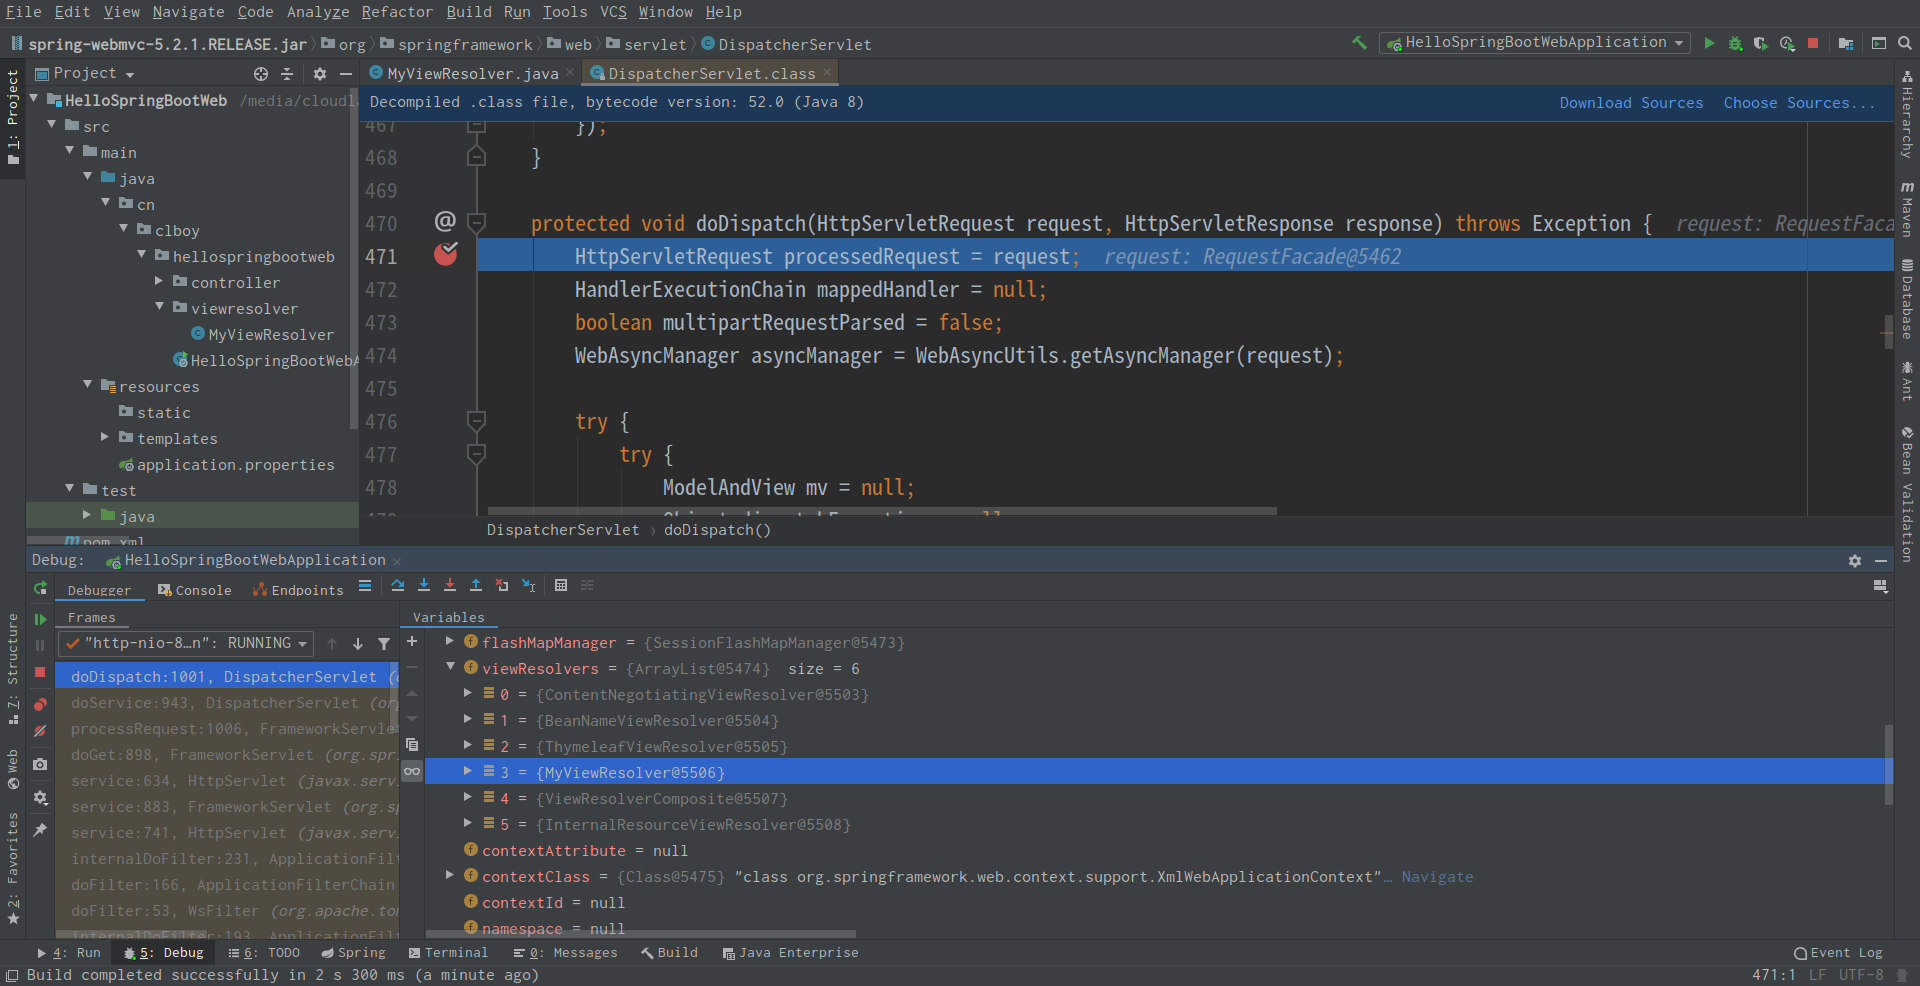 File Edit View Navigate Code Analyze Refactor Build Run Tools VCS Window Help
spring-webmvc-5.2.1.RELEASE.jar org springframework web servlet DispatcherServlet
HelloSpringBootWebApplication
1: Project
Project
MyViewResolver.java × DispatcherServlet.class ×
Decompiled .class file, bytecode version: 52.0 (Java 8) Download Sources Choose Sources...
HelloSpringBootWeb /media/cloudl
src
main
java
cn
clboy
hellospringbootweb
controller
viewresolver
MyViewResolver
HelloSpringBootWebA
resources
static
templates
application.properties
test
java
pom.xml
467 });
468 }
469
470 @ protected void doDispatch(HttpServletRequest request, HttpServletResponse response) throws Exception { request: RequestFaca
471 HttpServletRequest processedRequest = request; request: RequestFacade@5462
472 HandlerExecutionChain mappedHandler = null;
473 boolean multipartRequestParsed = false;
474 WebAsyncManager asyncManager = WebAsyncUtils.getAsyncManager(request);
475
476 try {
477 try {
478 ModelAndView mv = null;
DispatcherServlet › doDispatch()
Hierarchy
Maven
Database
Ant
Bean Validation
Debug: HelloSpringBootWebApplication ×
Debugger Console Endpoints
Frames
Variables
"http-nio-8…n": RUNNING
doDispatch:1001, DispatcherServlet (o
doService:943, DispatcherServlet (org
processRequest:1006, FrameworkServle
doGet:898, FrameworkServlet (org.spr
service:634, HttpServlet (javax.serv
service:883, FrameworkServlet (org.sp
service:741, HttpServlet (javax.serv
internalDoFilter:231, ApplicationFilt
doFilter:166, ApplicationFilterChain
doFilter:53, WsFilter (org.apache.to
internalDoFilter:193, ApplicationFilt
flashMapManager = {SessionFlashMapManager@5473}
viewResolvers = {ArrayList@5474} size = 6
0 = {ContentNegotiatingViewResolver@5503}
1 = {BeanNameViewResolver@5504}
2 = {ThymeleafViewResolver@5505}
3 = {MyViewResolver@5506}
4 = {ViewResolverComposite@5507}
5 = {InternalResourceViewResolver@5508}
contextAttribute = null
contextClass = {Class@5475} "class org.springframework.web.context.support.XmlWebApplicationContext"… Navigate
contextId = null
namespace = null
7: Structure
Web
2: Favorites
4: Run 5: Debug 6: TODO Spring Terminal 0: Messages Build Java Enterprise Event Log
Build completed successfully in 2 s 300 ms (a minute ago) 471:1 LF UTF-8